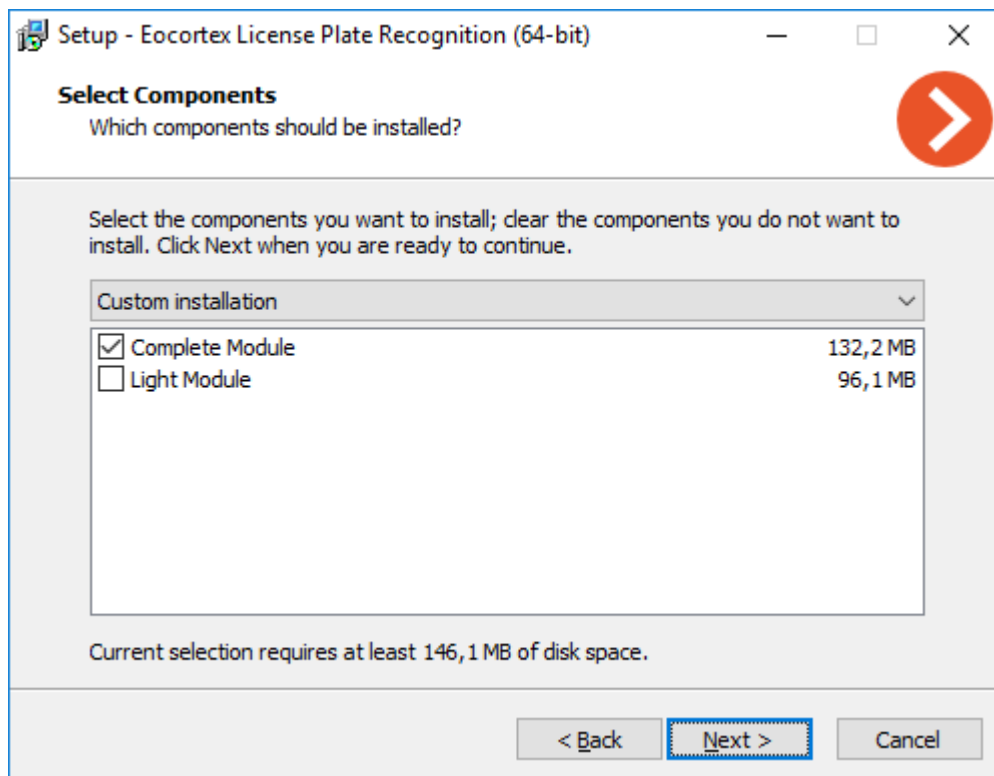 Setup - Eocortex License Plate Recognition (64-bit)
Select Components
Which components should be installed?
Select the components you want to install; clear the components you do not want to
install. Click Next when you are ready to continue.
Custom installation
Complete Module 132,2 MB
Light Module 96,1 MB
Current selection requires at least 146,1 MB of disk space.
< Back Next > Cancel